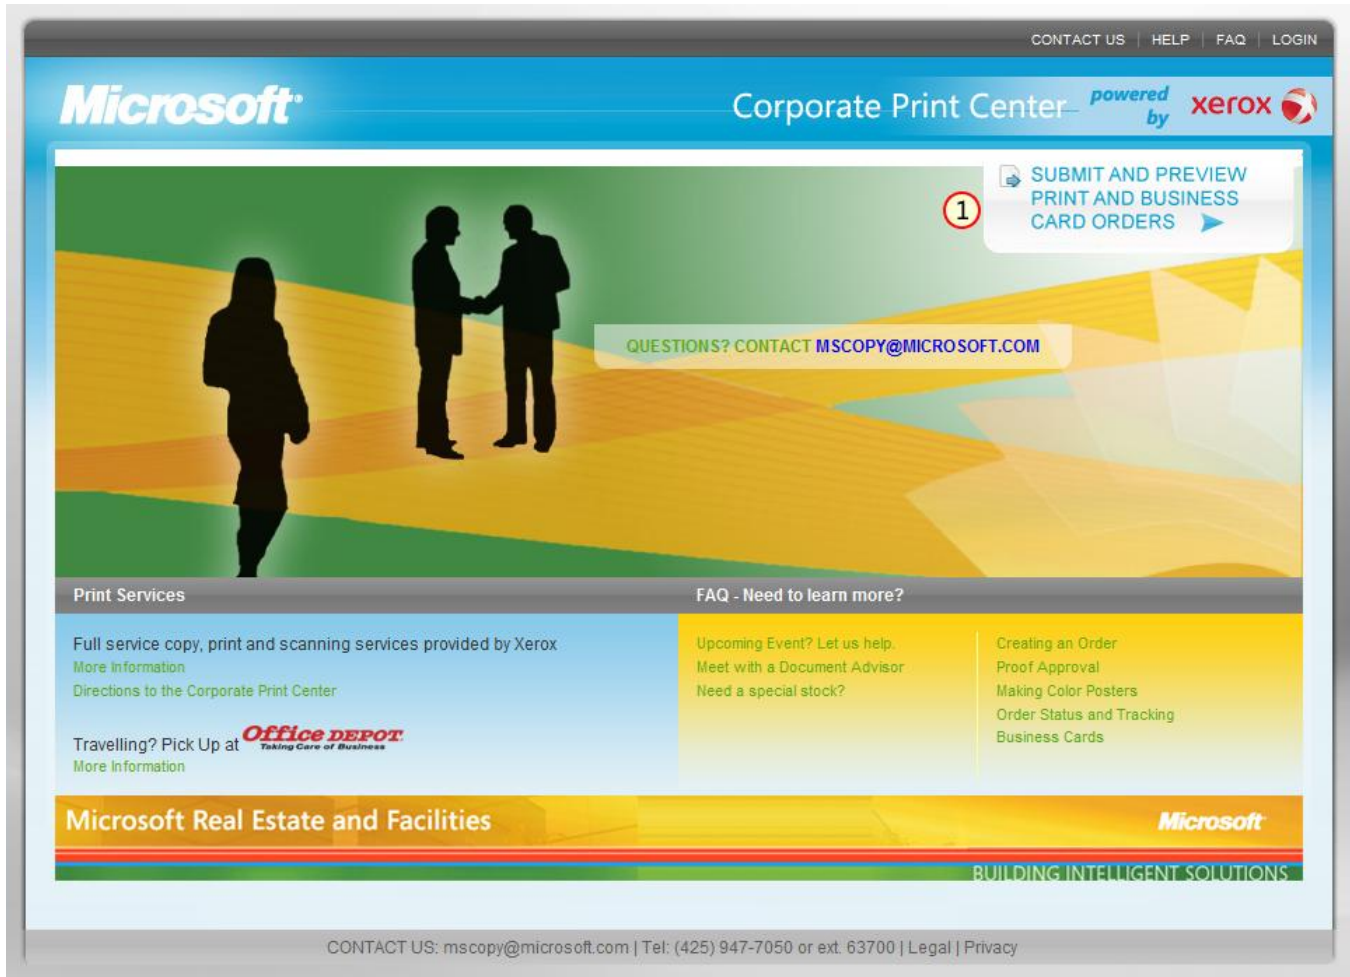 CONTACT US | HELP | FAQ | LOGIN
Microsoft
Corporate Print Center
powered by
xerox
SUBMIT AND PREVIEW
PRINT AND BUSINESS
CARD ORDERS
1
QUESTIONS? CONTACT MSCOPY@MICROSOFT.COM
Print Services
Full service copy, print and scanning services provided by Xerox
More Information
Directions to the Corporate Print Center
Travelling? Pick Up at Office DEPOT.
Taking Care of Business
More Information
FAQ - Need to learn more?
Upcoming Event? Let us help.
Meet with a Document Advisor
Need a special stock?
Creating an Order
Proof Approval
Making Color Posters
Order Status and Tracking
Business Cards
Microsoft Real Estate and Facilities
Microsoft
BUILDING INTELLIGENT SOLUTIONS
CONTACT US: mscopy@microsoft.com | Tel: (425) 947-7050 or ext. 63700 | Legal | Privacy